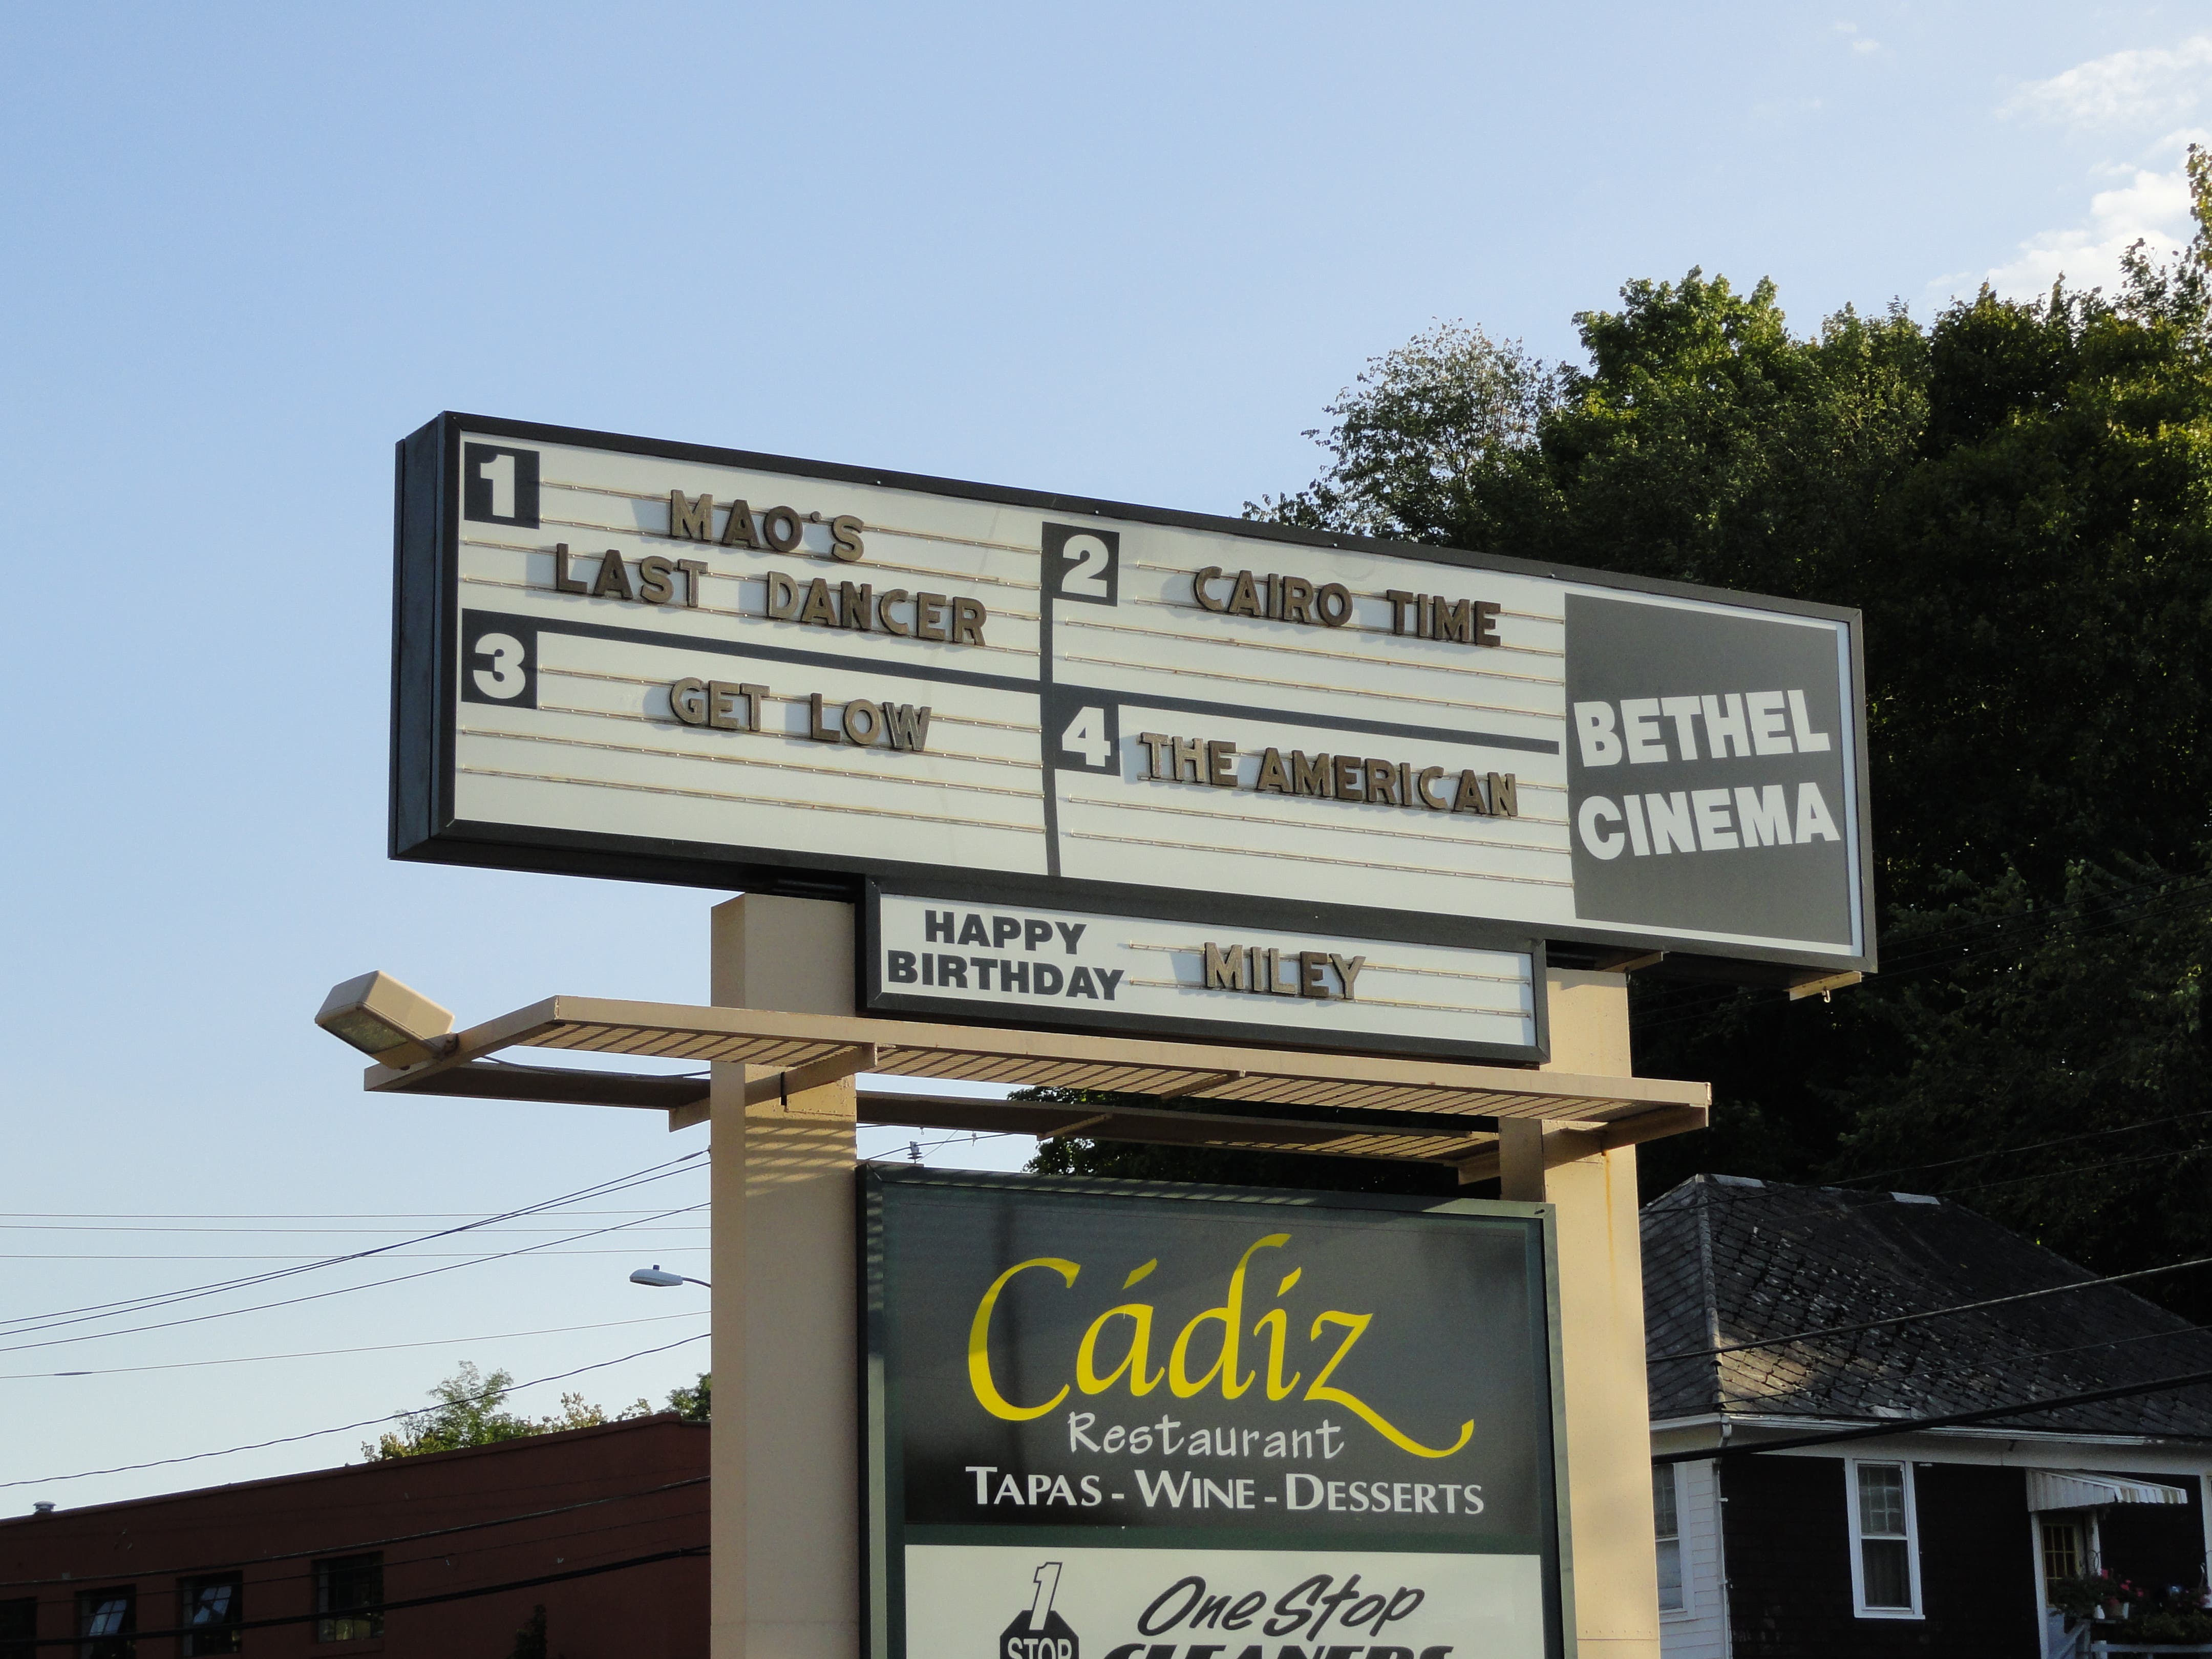 1
MAO'S
LAST DANCER
2
CAIRO TIME
3
GET LOW
4
THE AMERICAN
BETHEL
CINEMA
HAPPY
BIRTHDAY
MILEY
Cádiz
Restaurant
TAPAS - WINE - DESSERTS
1
STOP
One Stop
CLEANERS